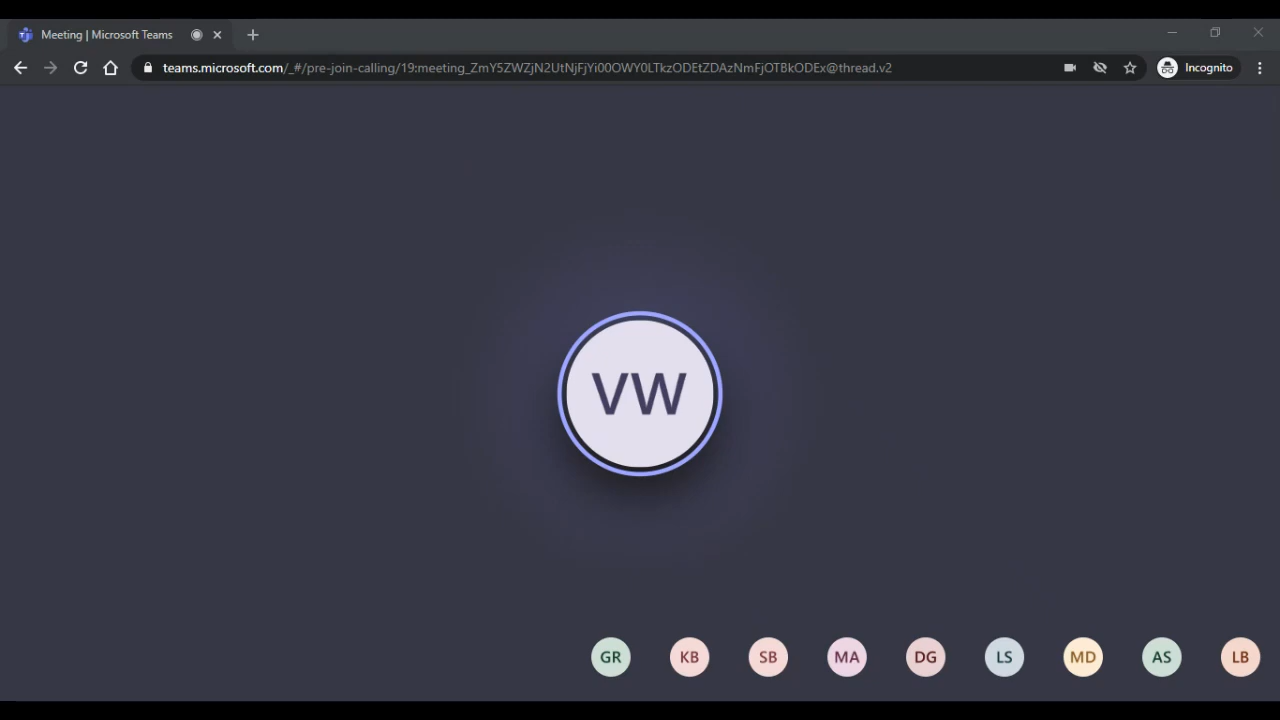 Meeting | Microsoft Teams
teams.microsoft.com/_#/pre-join-calling/19:meeting_ZmY5ZWZjN2UtNjFjYi00OWY0LTkzODEtZDAzNmFjOTBkODEx@thread.v2
Incognito
VW
GR KB SB MA DG LS MD AS LB